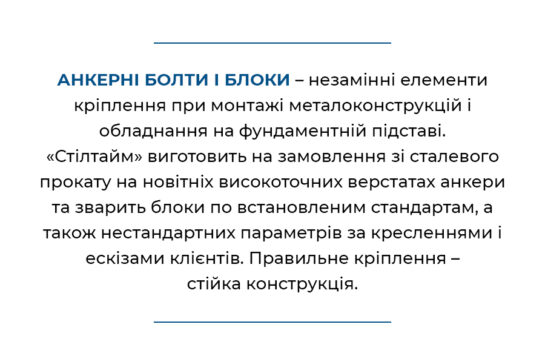 АНКЕРНІ БОЛТИ І БЛОКИ – незамінні елементи
кріплення при монтажі металоконструкцій і
обладнання на фундаментній підставі.
«Стілтайм» виготовить на замовлення зі сталевого
прокату на новітніх високоточних верстатах анкери
та зварить блоки по встановленим стандартам, а
також нестандартних параметрів за кресленнями і
ескізами клієнтів. Правильне кріплення –
стійка конструкція.